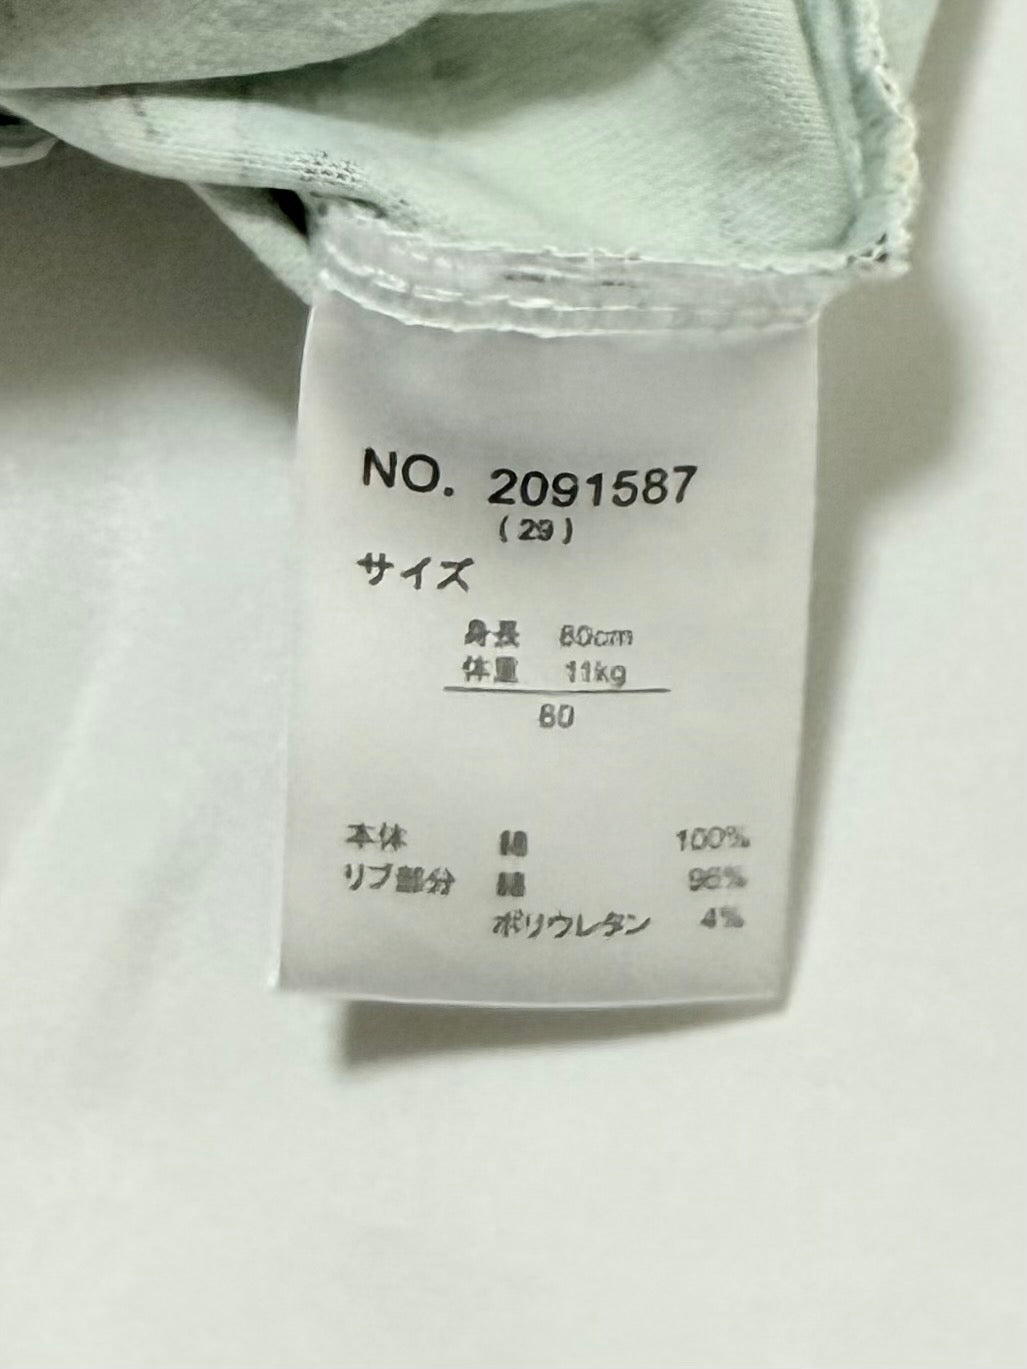 NO. 2091587
(29)
サイズ
身長 80cm
体重 11kg
80
本体 綿 100%
リブ部分 綿 96%
ポリウレタン 4%